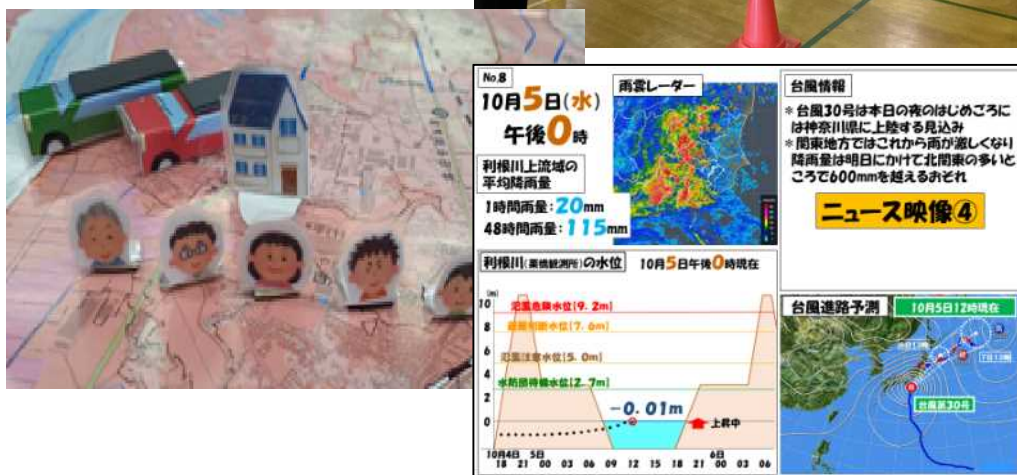 No.8
10月5日(水)
午後0時
利根川上流域の
平均降雨量
1時間雨量:20mm
48時間雨量:115mm
雨雲レーダー
台風情報
*台風30号は本日の夜のはじめころに
は神奈川県に上陸する見込み
*関東地方ではこれから雨が激しくなり
降雨量は明日にかけて北関東の多いと
ころで600mmを越えるおそれ
ニュース映像④
利根川(栗橋観測所)の水位
10月5日午後0時現在
(m)
10
8
6
4
2
0
氾濫危険水位[9.2m]
避難判断水位[7.6m]
氾濫注意水位[5.0m]
水防団待機水位[2.7m]
-0.01m
上昇中
10月4日 5日 6日
18 21 00 03 06 09 12 15 18 21 00 03 06
台風進路予測
10月5日12時現在
台風第30号